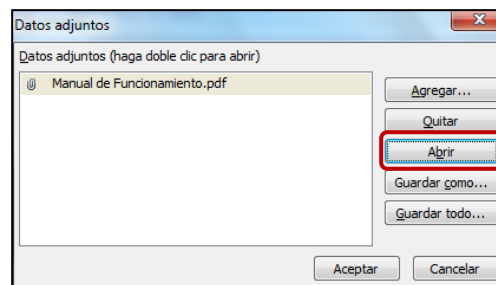 Datos adjuntos
Datos adjuntos (haga doble clic para abrir)
Manual de Funcionamiento.pdf
Agregar...
Quitar
Abrir
Guardar como...
Guardar todo...
Aceptar
Cancelar